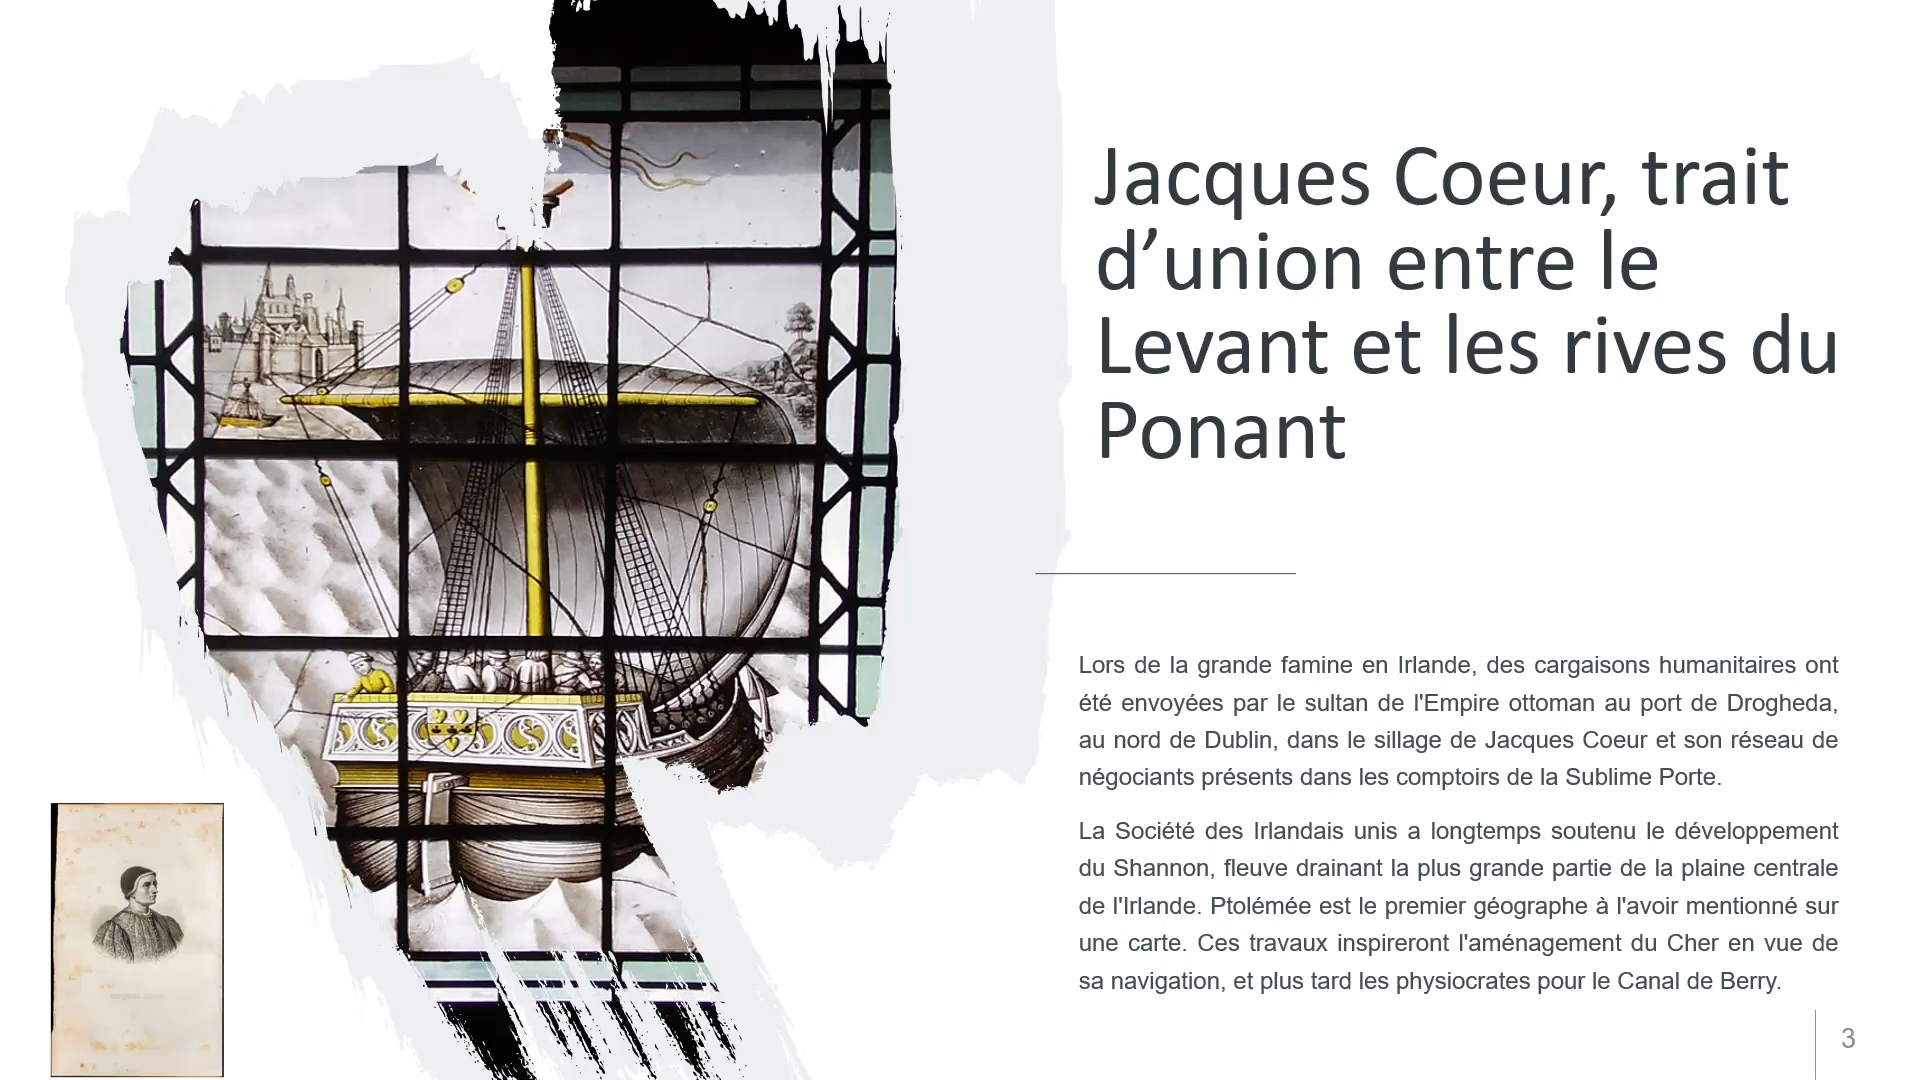 Jacques Coeur, trait
d’union entre le
Levant et les rives du
Ponant
Lors de la grande famine en Irlande, des cargaisons humanitaires ont
été envoyées par le sultan de l'Empire ottoman au port de Drogheda,
au nord de Dublin, dans le sillage de Jacques Coeur et son réseau de
négociants présents dans les comptoirs de la Sublime Porte.
La Société des Irlandais unis a longtemps soutenu le développement
du Shannon, fleuve drainant la plus grande partie de la plaine centrale
de l'Irlande. Ptolémée est le premier géographe à l'avoir mentionné sur
une carte. Ces travaux inspireront l'aménagement du Cher en vue de
sa navigation, et plus tard les physiocrates pour le Canal de Berry.
3